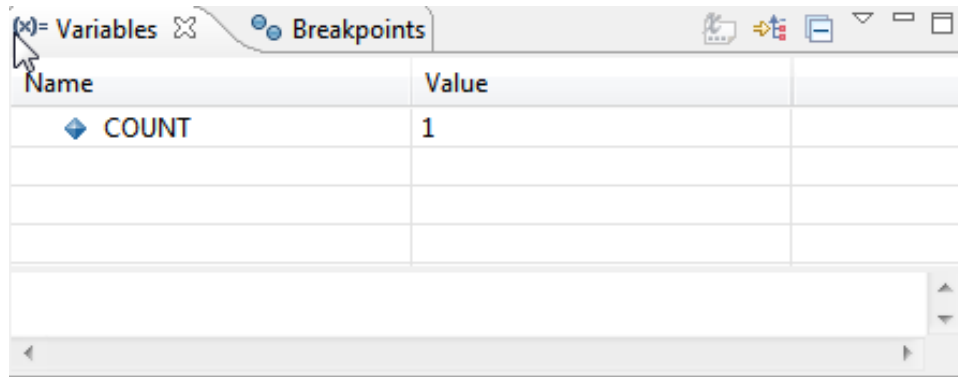 (x)= Variables Breakpoints
Name Value
COUNT 1